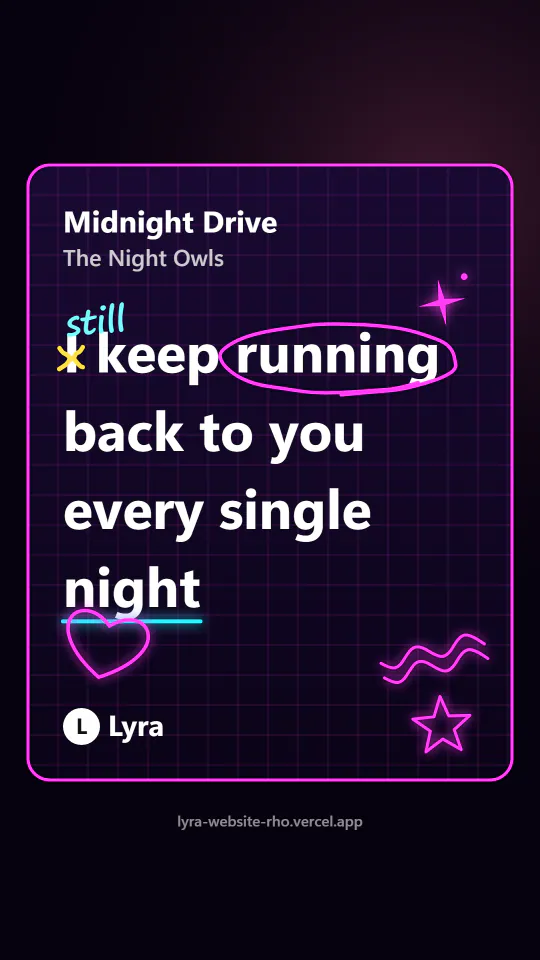 Midnight Drive
The Night Owls
still
I keep running
back to you
every single
night
L Lyra
lyra-website-rho.vercel.app